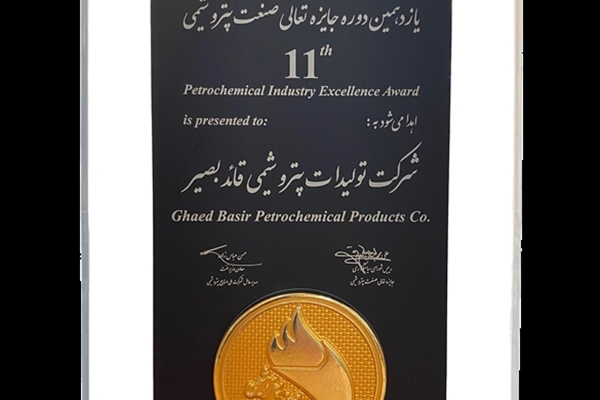 یازدهمین دوره جایزه تعالی صنعت پتروشیمی
11th
Petrochemical Industry Excellence Award
is presented to:
اهدا می‌شود به:
شرکت تولیدات پتروشیمی قائد بصیر
Ghaed Basir Petrochemical Products Co.